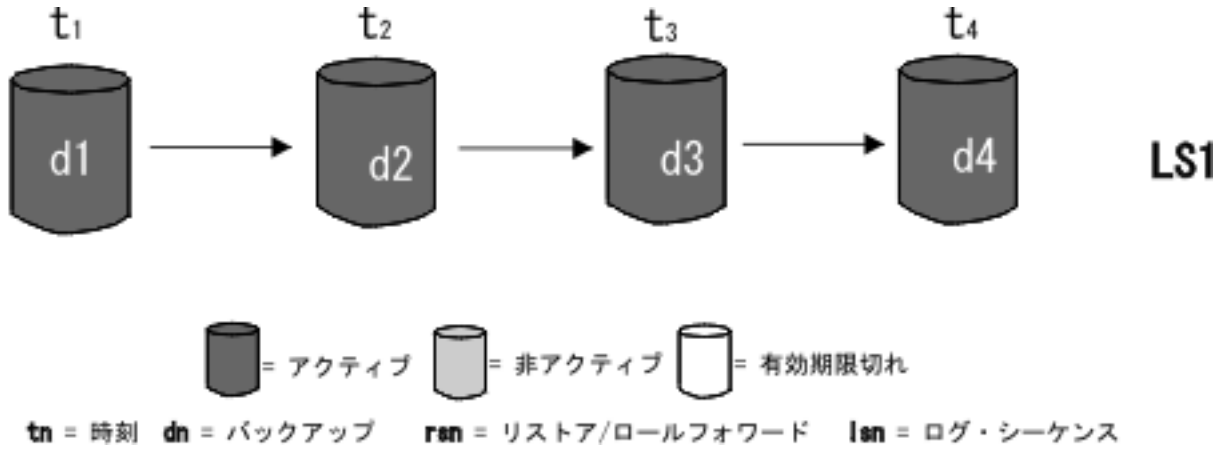 t1 t2 t3 t4
d1 d2 d3 d4 LS1
= アクティブ = 非アクティブ = 有効期限切れ
tn = 時刻 dn = バックアップ rsn = リストア/ロールフォワード lsn = ログ・シーケンス